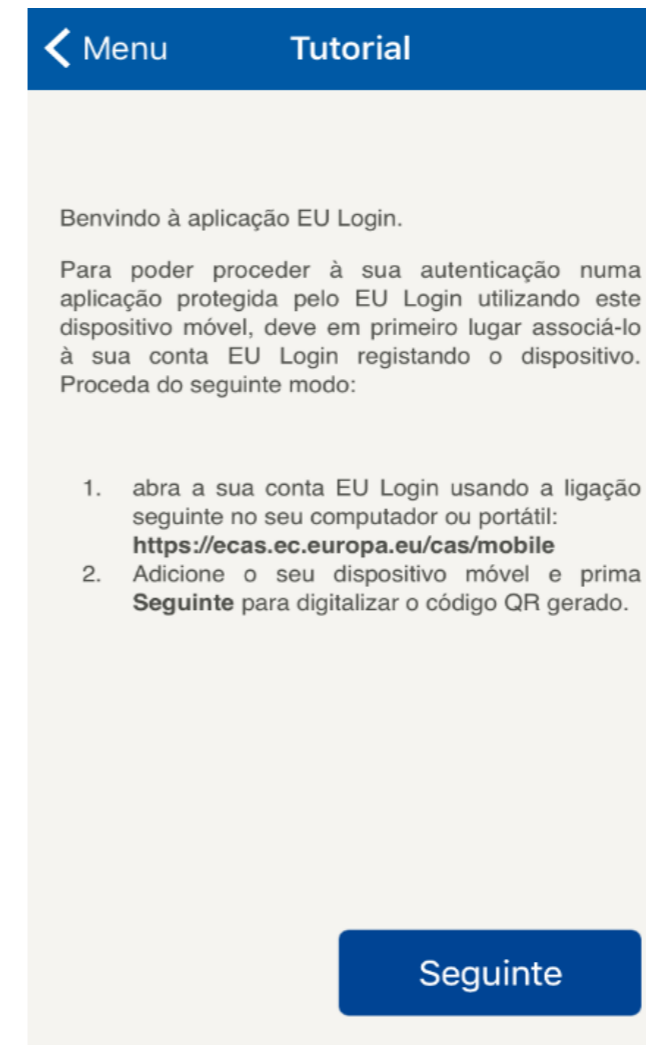 Menu Tutorial
Benvindo à aplicação EU Login.
Para poder proceder à sua autenticação numa
aplicação protegida pelo EU Login utilizando este
dispositivo móvel, deve em primeiro lugar associá-lo
à sua conta EU Login registando o dispositivo.
Proceda do seguinte modo:
1. abra a sua conta EU Login usando a ligação
seguinte no seu computador ou portátil:
https://ecas.ec.europa.eu/cas/mobile
2. Adicione o seu dispositivo móvel e prima
Seguinte para digitalizar o código QR gerado.
Seguinte